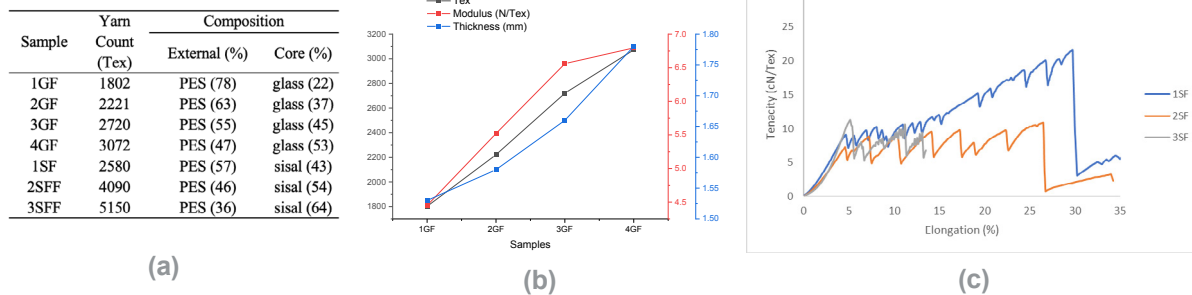 Sample Yarn Count (Tex) Composition
External (%) Core (%)
1GF 1802 PES (78) glass (22)
2GF 2221 PES (63) glass (37)
3GF 2720 PES (55) glass (45)
4GF 3072 PES (47) glass (53)
1SF 2580 PES (57) sisal (43)
2SFF 4090 PES (46) sisal (54)
3SFF 5150 PES (36) sisal (64)
(a)
Tex
Modulus (N/Tex)
Thickness (mm)
3200 7.0 1.80
3000 6.5 1.75
2800 6.0 1.70
2600 5.5 1.65
2400 5.0 1.60
2200 4.5 1.55
2000 1.50
1800
1GF 2GF 3GF 4GF
Samples
(b)
Tenacity (cN/Tex)
25
20
15
10
5
0
0 5 10 15 20 25 30 35
Elongation (%)
1SF
2SF
3SF
(c)